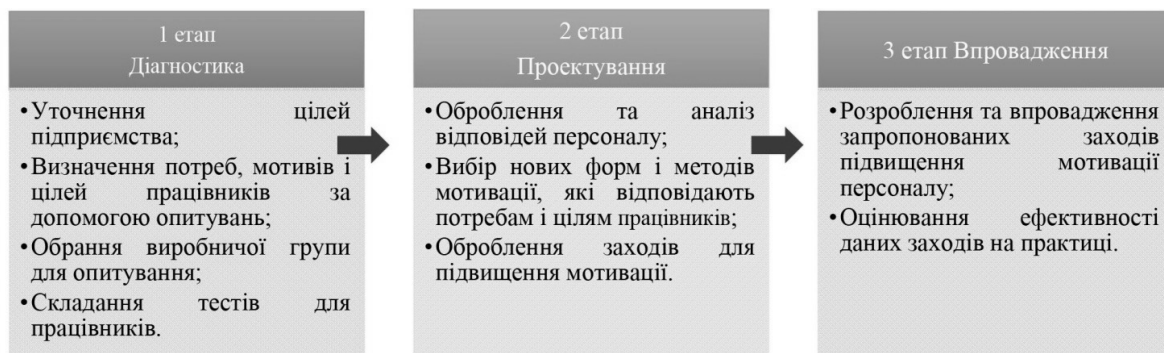 1 етап
Діагностика
•Уточнення цілей
підприємства;
•Визначення потреб, мотивів і
цілей працівників за
допомогою опитувань;
•Обрання виробничої групи
для опитування;
•Складання тестів для
працівників.
2 етап
Проектування
•Оброблення та аналіз
відповідей персоналу;
•Вибір нових форм і методів
мотивації, які відповідають
потребам і цілям працівників;
•Оброблення заходів для
підвищення мотивації.
3 етап Впровадження
•Розроблення та впровадження
запропонованих заходів
підвищення мотивації
персоналу;
•Оцінювання ефективності
даних заходів на практиці.